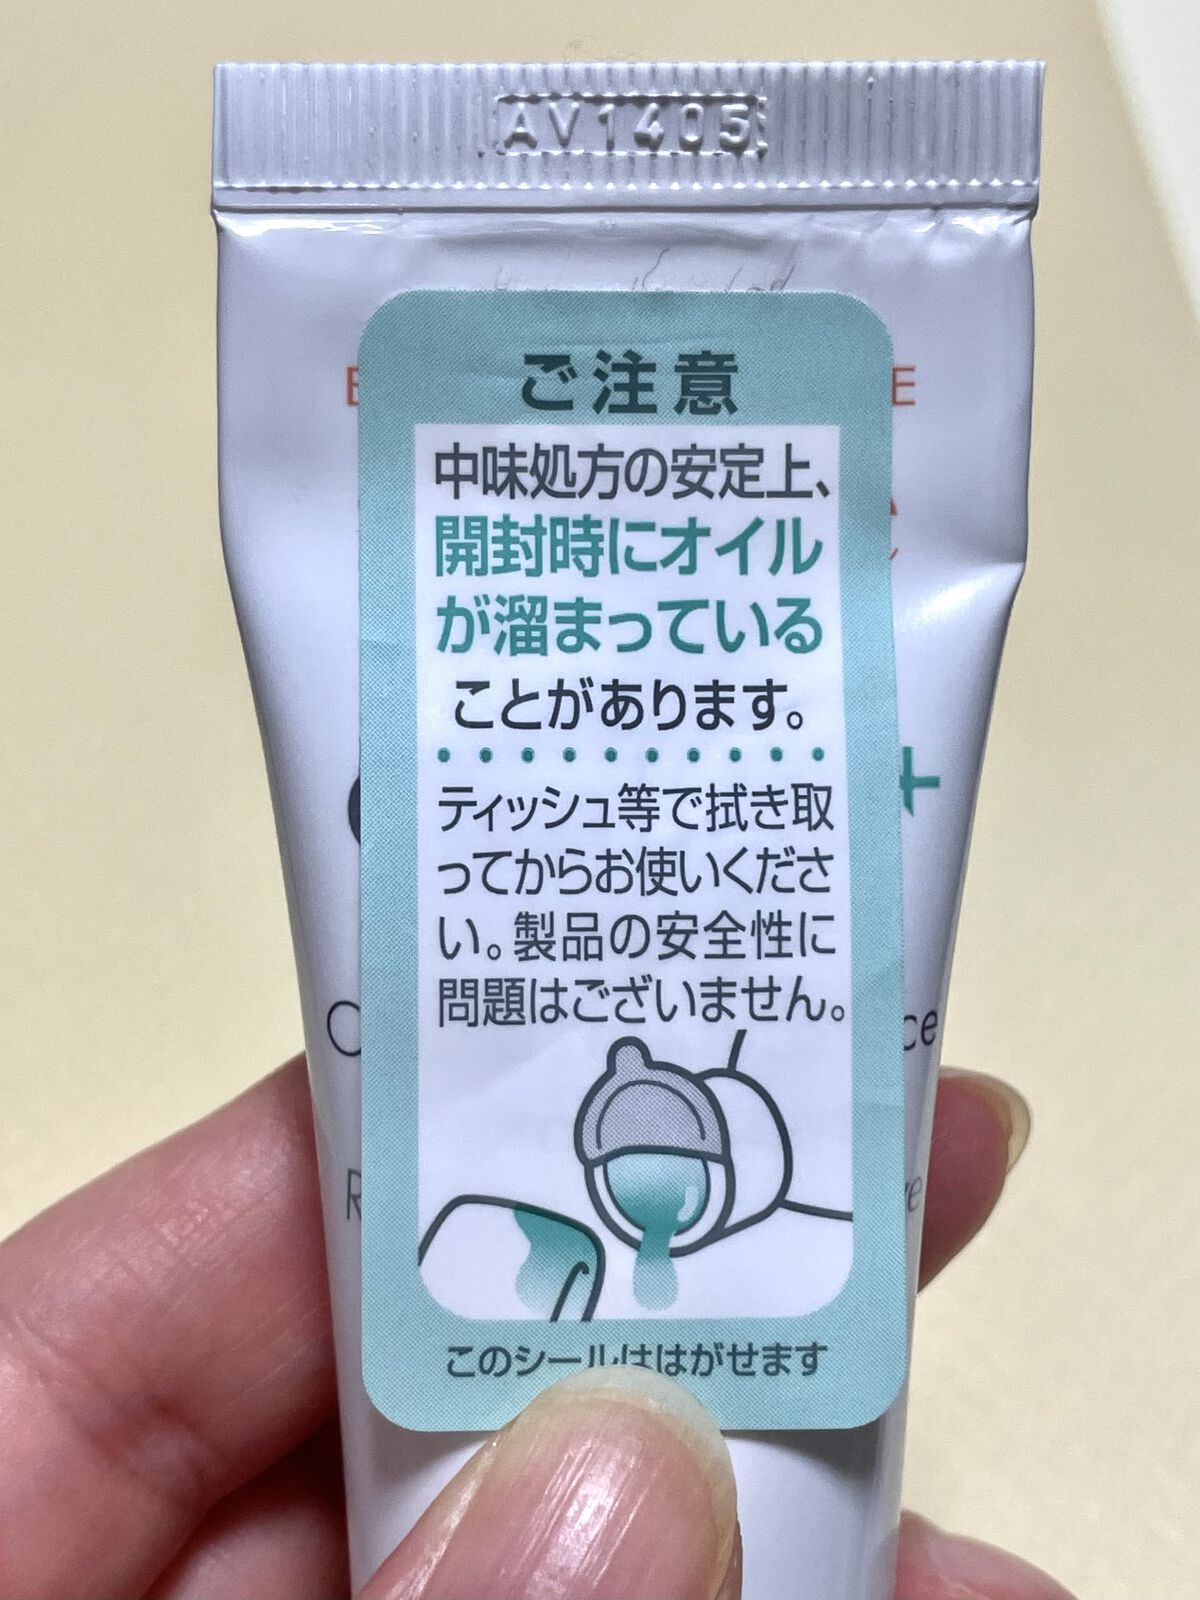 AV1405
ご注意
中味処方の安定上、
開封時にオイル
が溜まっている
ことがあります。
ティッシュ等で拭き取
ってからお使いくださ
い。製品の安全性に
問題はございません。
このシールははがせます